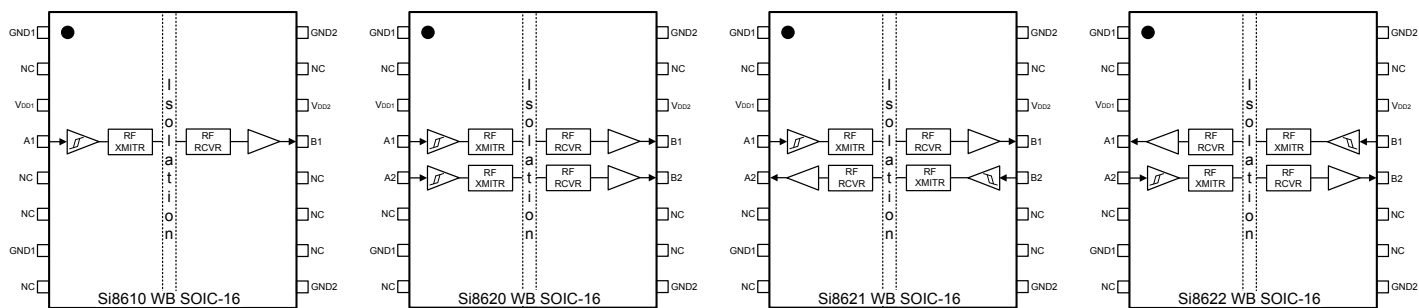 GND1
NC
VDD1
A1
NC
NC
GND1
NC
RF
XMITR
Isolation
RF
RCVR
GND2
NC
VDD2
B1
NC
NC
NC
GND2
Si8610 WB SOIC-16
GND1
NC
VDD1
A1
A2
NC
GND1
NC
RF
XMITR
RF
XMITR
Isolation
RF
RCVR
RF
RCVR
GND2
NC
VDD2
B1
B2
NC
NC
GND2
Si8620 WB SOIC-16
GND1
NC
VDD1
A1
A2
NC
GND1
NC
RF
XMITR
RF
RCVR
Isolation
RF
RCVR
RF
XMITR
GND2
NC
VDD2
B1
B2
NC
NC
GND2
Si8621 WB SOIC-16
GND1
NC
VDD1
A1
A2
NC
GND1
NC
RF
RCVR
RF
XMITR
Isolation
RF
XMITR
RF
RCVR
GND2
NC
VDD2
B1
B2
NC
NC
GND2
Si8622 WB SOIC-16